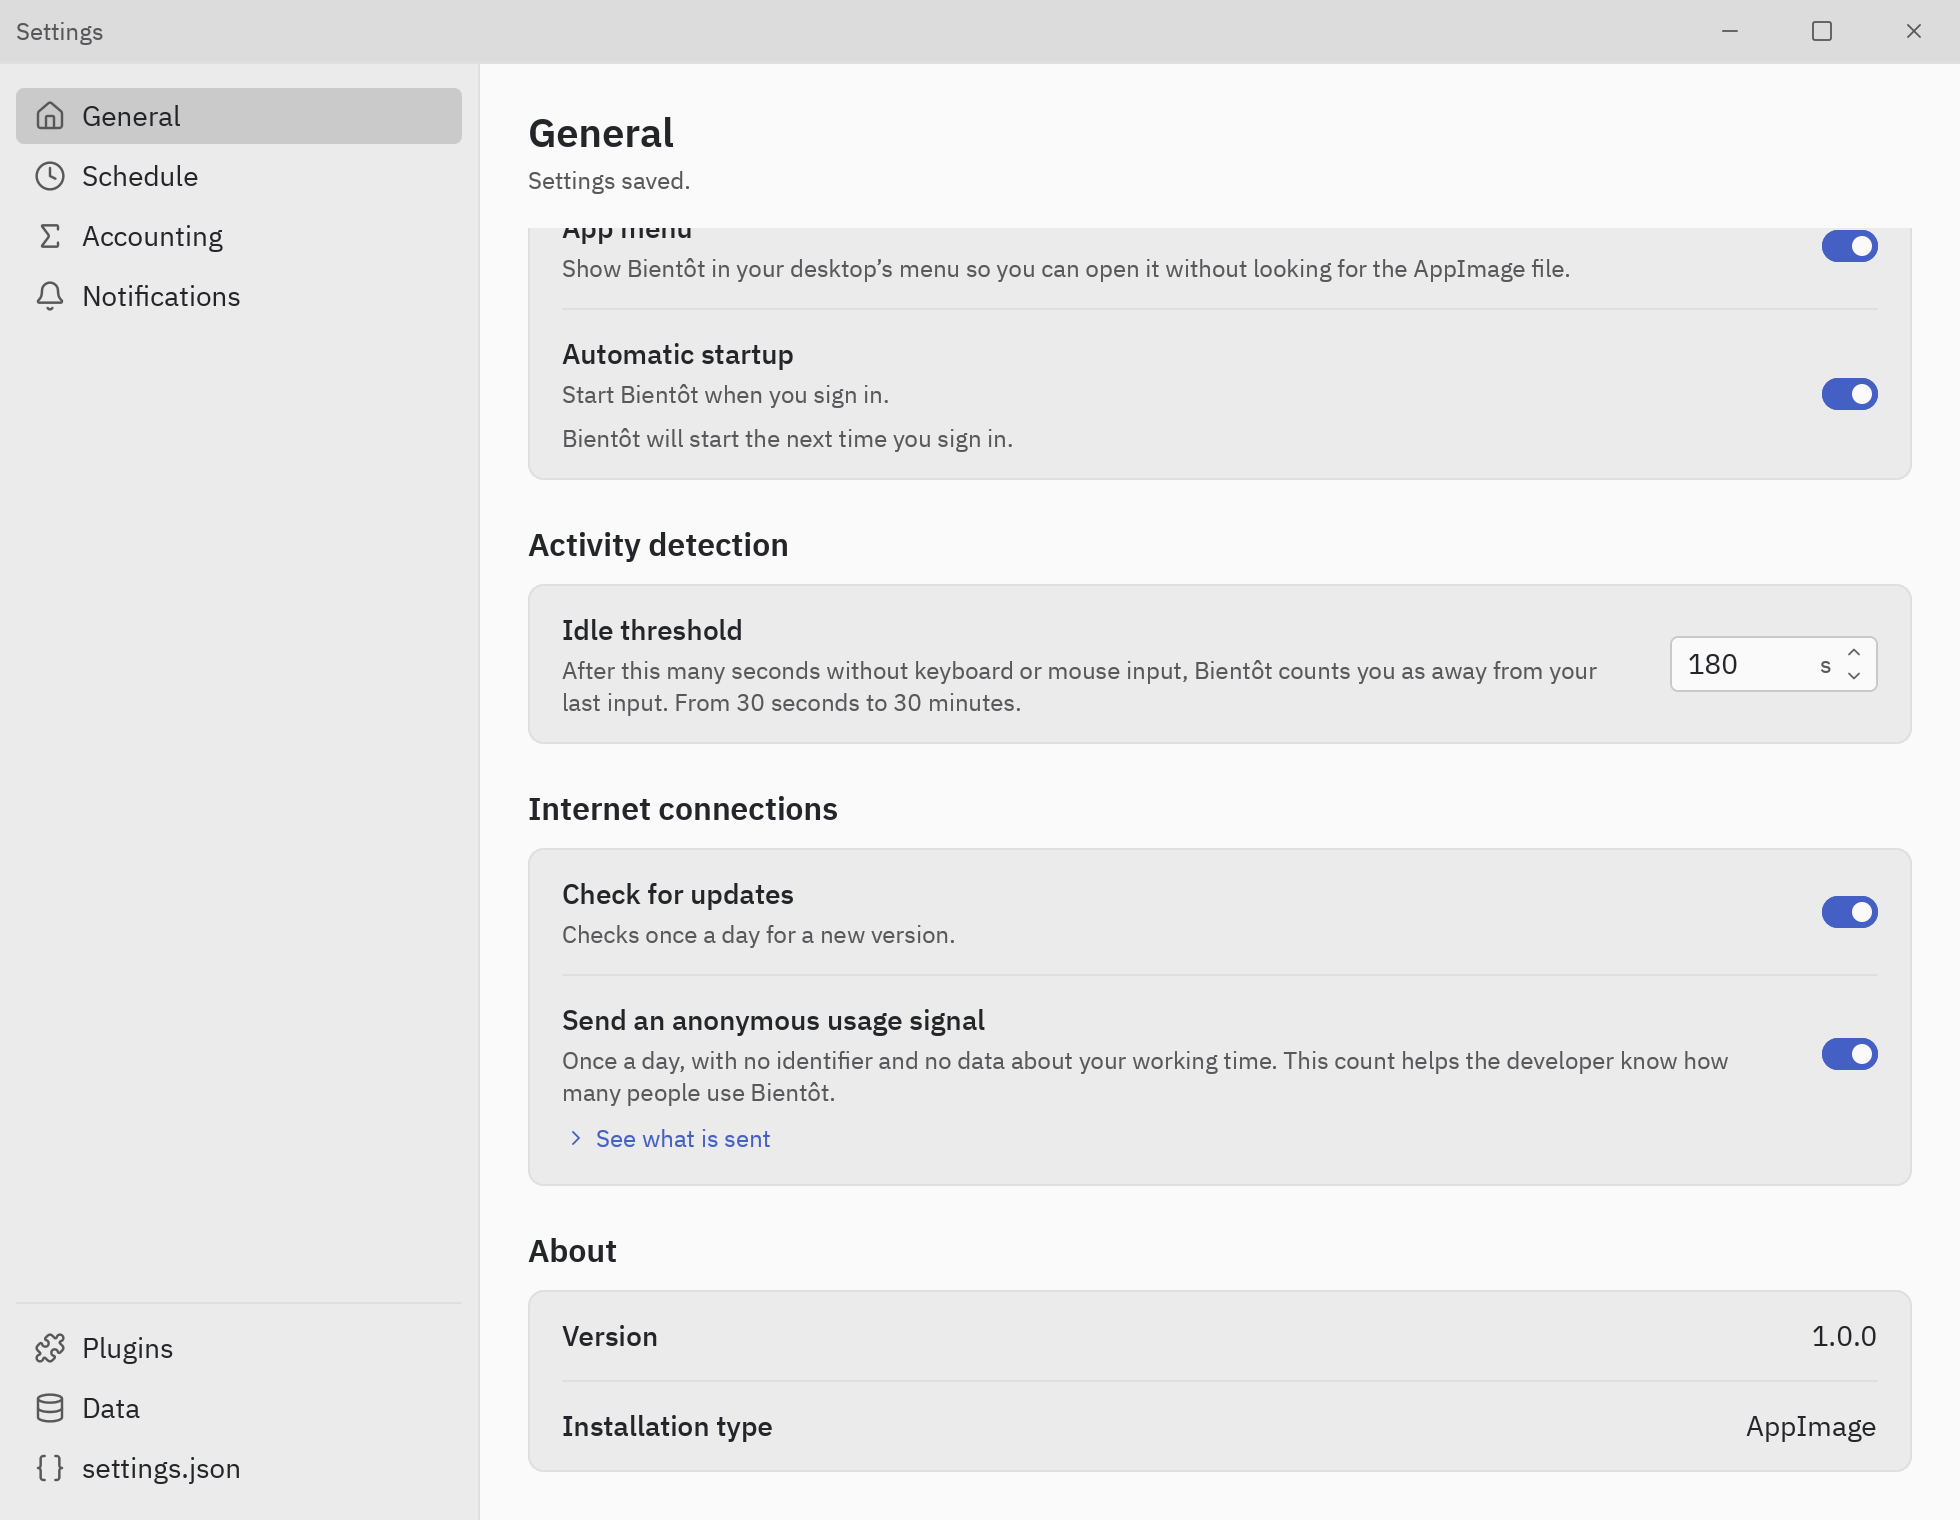 Settings
General
Schedule
Accounting
Notifications
Plugins
Data
settings.json
General
Settings saved.
App menu
Show Bientôt in your desktop’s menu so you can open it without looking for the AppImage file.
Automatic startup
Start Bientôt when you sign in.
Bientôt will start the next time you sign in.
Activity detection
Idle threshold
After this many seconds without keyboard or mouse input, Bientôt counts you as away from your
last input. From 30 seconds to 30 minutes.
180 s
Internet connections
Check for updates
Checks once a day for a new version.
Send an anonymous usage signal
Once a day, with no identifier and no data about your working time. This count helps the developer know how
many people use Bientôt.
See what is sent
About
Version 1.0.0
Installation type AppImage